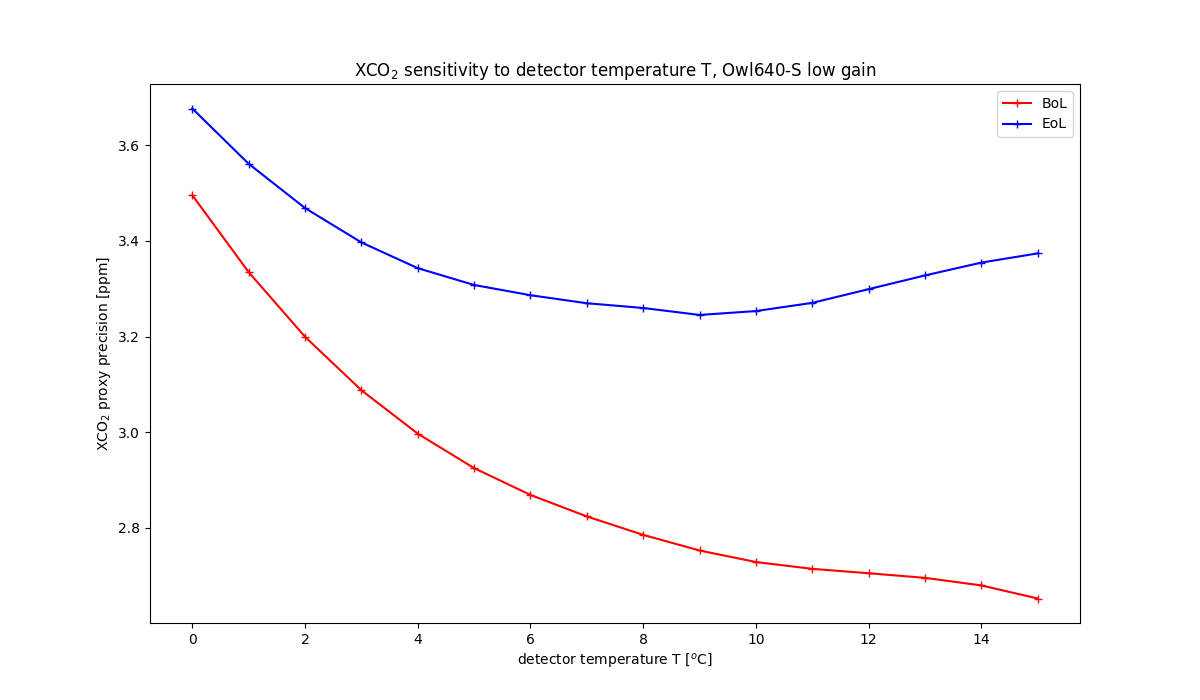 XCO₂ sensitivity to detector temperature T, Owl640-S low gain
BoL
EoL
3.6
3.4
3.2
3.0
2.8
XCO₂ proxy precision [ppm]
0 2 4 6 8 10 12 14
detector temperature T [°C]